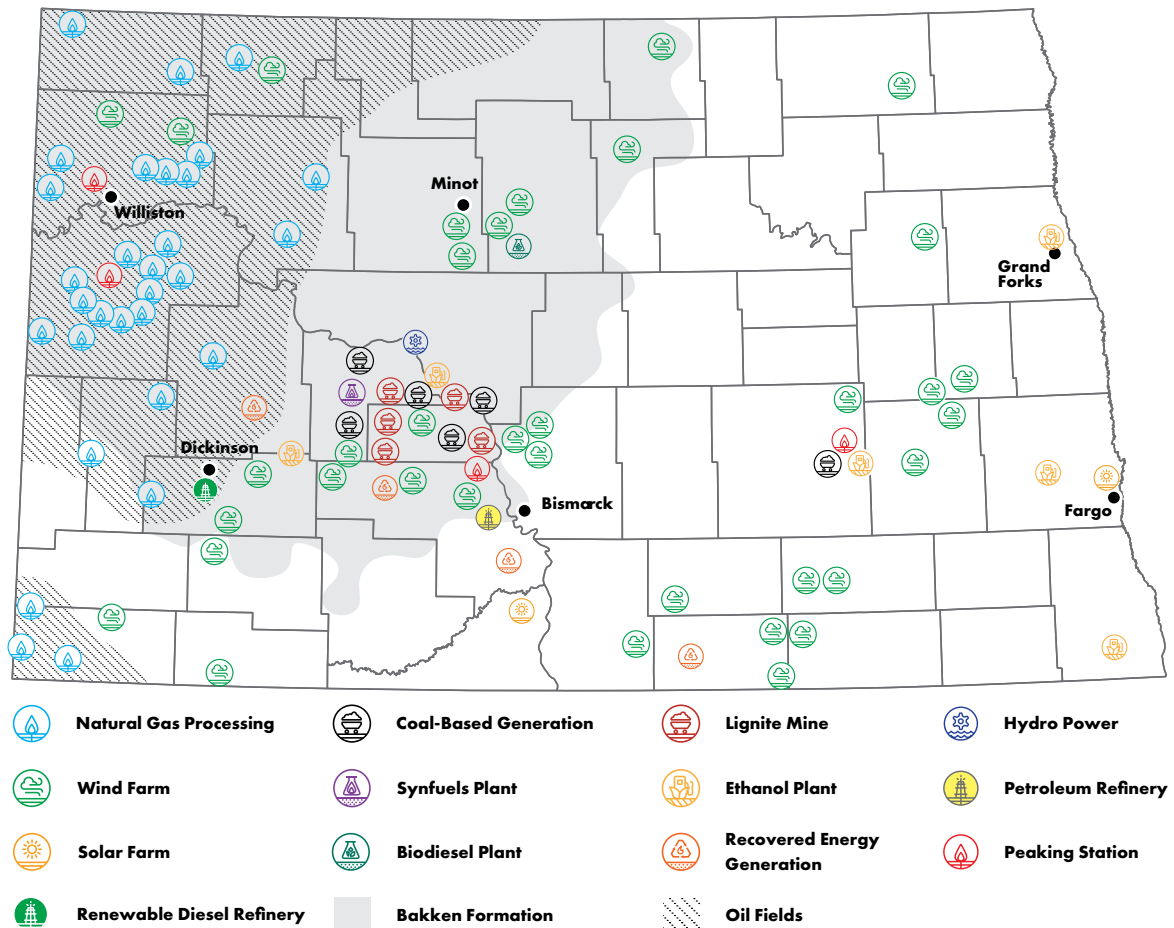 Minot
Williston
Grand
Forks
Dickinson
Bismarck
Fargo
Natural Gas Processing
Coal-Based Generation
Lignite Mine
Hydro Power
Wind Farm
Synfuels Plant
Ethanol Plant
Petroleum Refinery
Solar Farm
Biodiesel Plant
Recovered Energy
Generation
Peaking Station
Renewable Diesel Refinery
Bakken Formation
Oil Fields